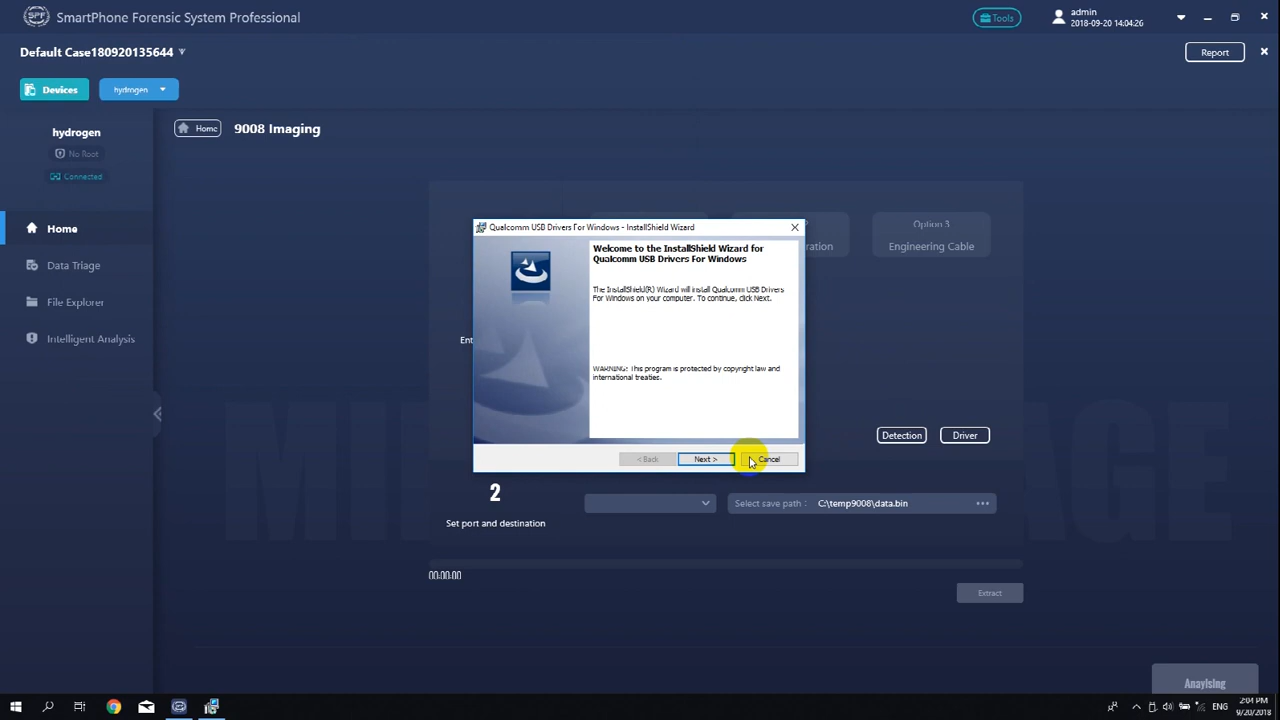 SPF SmartPhone Forensic System Professional
Tools
admin
2018-09-20 14:04:26
Default Case180920135644
Report
Devices
hydrogen
hydrogen
No Root
Connected
Home
Data Triage
File Explorer
Intelligent Analysis
Home
9008 Imaging
Option 3
Engineering Cable
ration
Ent
Qualcomm USB Drivers For Windows - InstallShield Wizard
Welcome to the InstallShield Wizard for
Qualcomm USB Drivers For Windows
The InstallShield(R) Wizard will install Qualcomm USB Drivers
For Windows on your computer. To continue, click Next.
WARNING: This program is protected by copyright law and
international treaties.
< Back
Next >
Cancel
Detection
Driver
2
Set port and destination
Select save path :
C:\temp9008\data.bin
00:00:00
Extract
Anaylsing
ENG
2:04 PM
9/20/2018